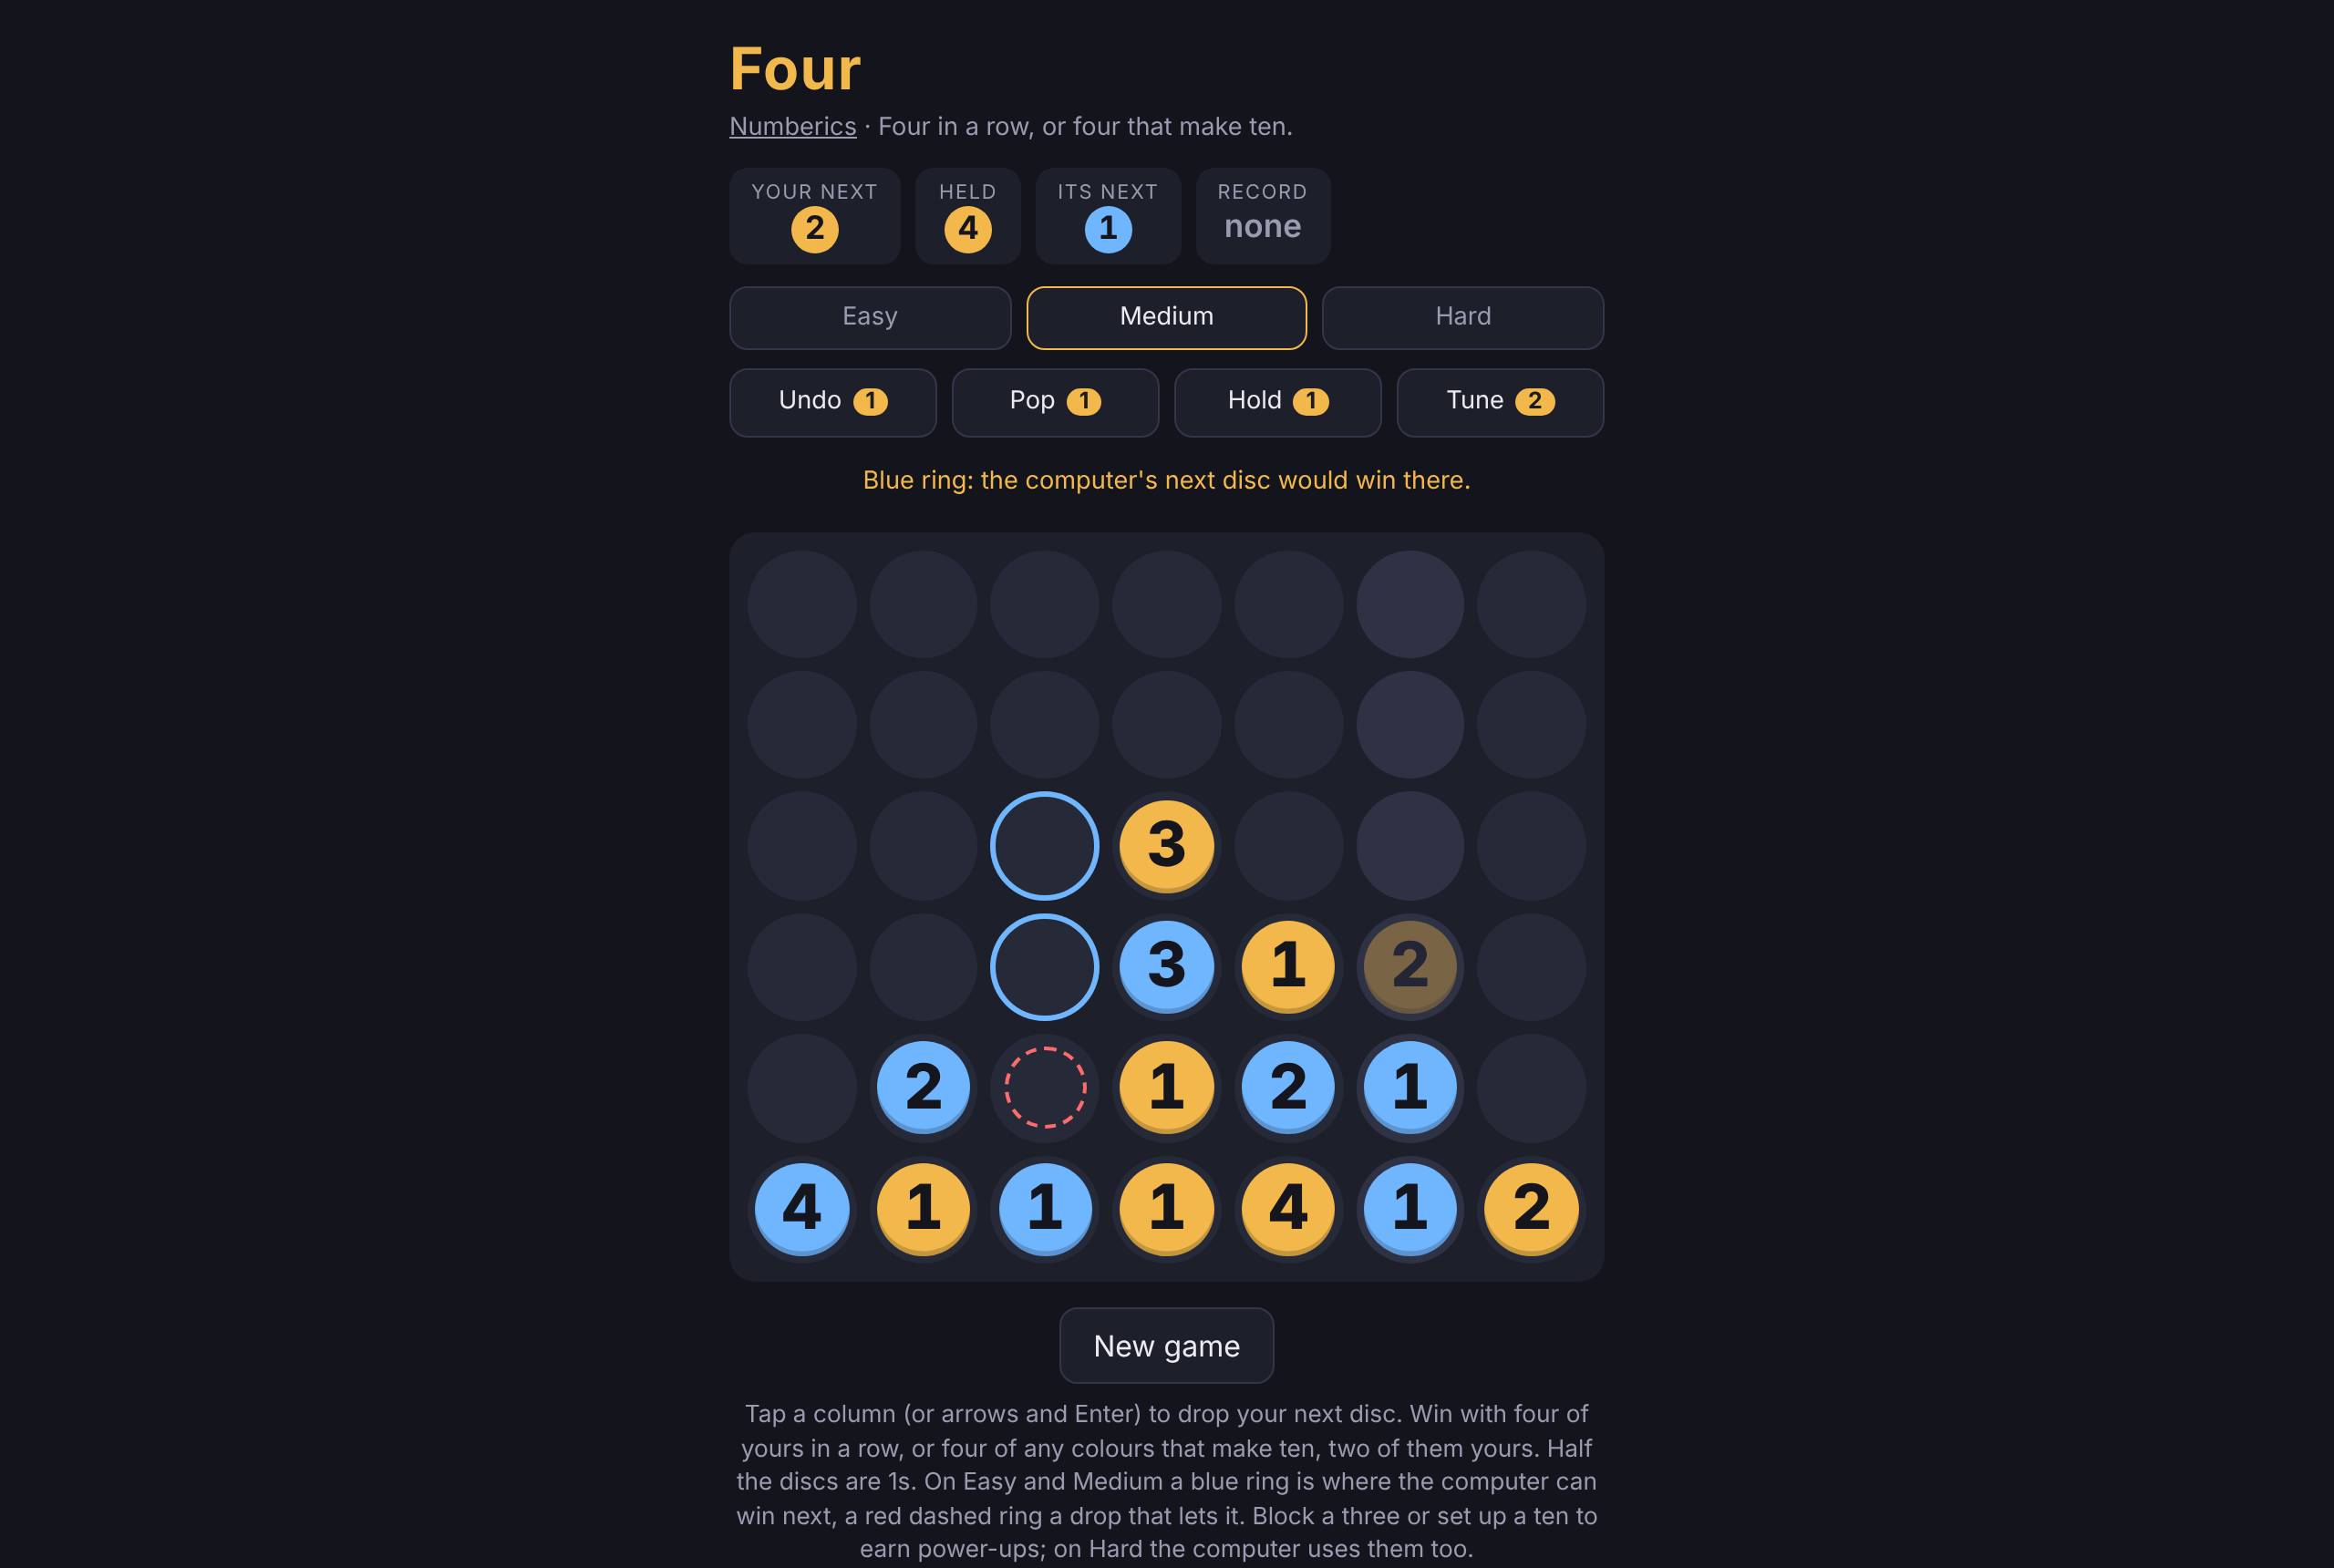 Four
Numberics · Four in a row, or four that make ten.
YOUR NEXT HELD ITS NEXT RECORD
2 4 1 none
Easy Medium Hard
Undo 1 Pop 1 Hold 1 Tune 2
Blue ring: the computer's next disc would win there.
3
3 1 2
2 1 2 1
4 1 1 1 4 1 2
New game
Tap a column (or arrows and Enter) to drop your next disc. Win with four of
yours in a row, or four of any colours that make ten, two of them yours. Half
the discs are 1s. On Easy and Medium a blue ring is where the computer can
win next, a red dashed ring a drop that lets it. Block a three or set up a ten to
earn power-ups; on Hard the computer uses them too.